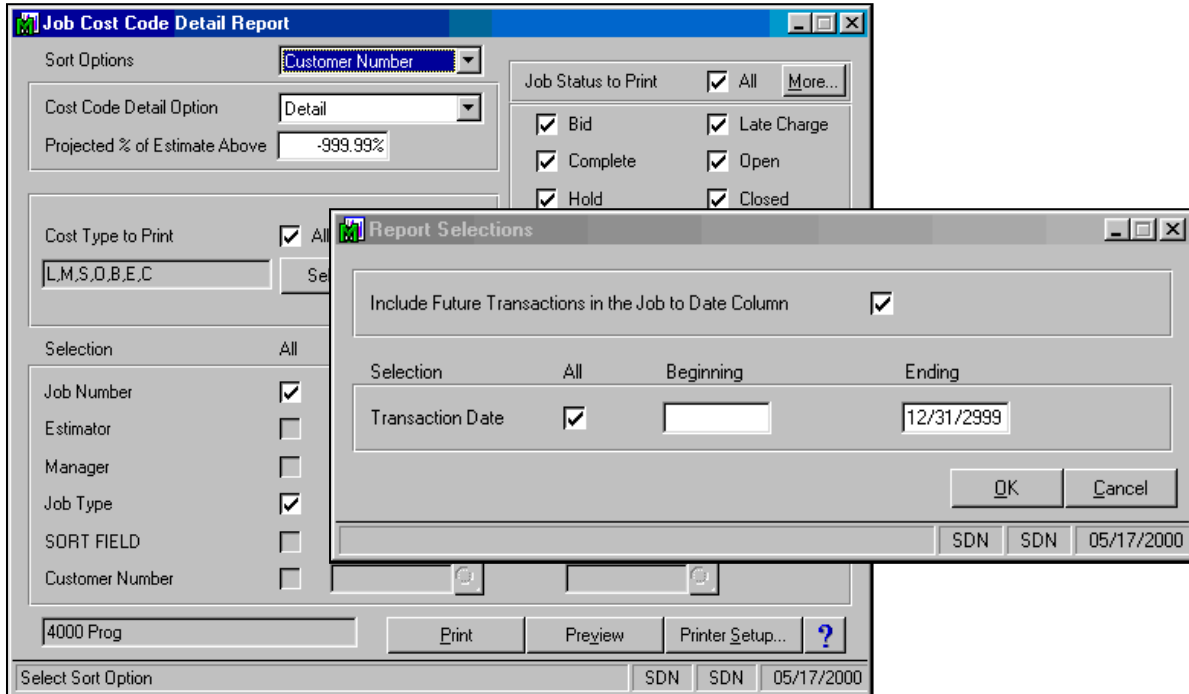 Job Cost Code Detail Report
Sort Options Customer Number
Cost Code Detail Option Detail
Projected % of Estimate Above -999.99%
Job Status to Print All More...
Bid Late Charge
Complete Open
Hold Closed
Cost Type to Print All
L,M,S,O,B,E,C
Selection All
Job Number
Estimator
Manager
Job Type
SORT FIELD
Customer Number
4000 Prog Print Preview Printer Setup... ?
Select Sort Option SDN SDN 05/17/2000
Report Selections
Include Future Transactions in the Job to Date Column
Selection All Beginning Ending
Transaction Date 12/31/2999
OK Cancel
SDN SDN 05/17/2000